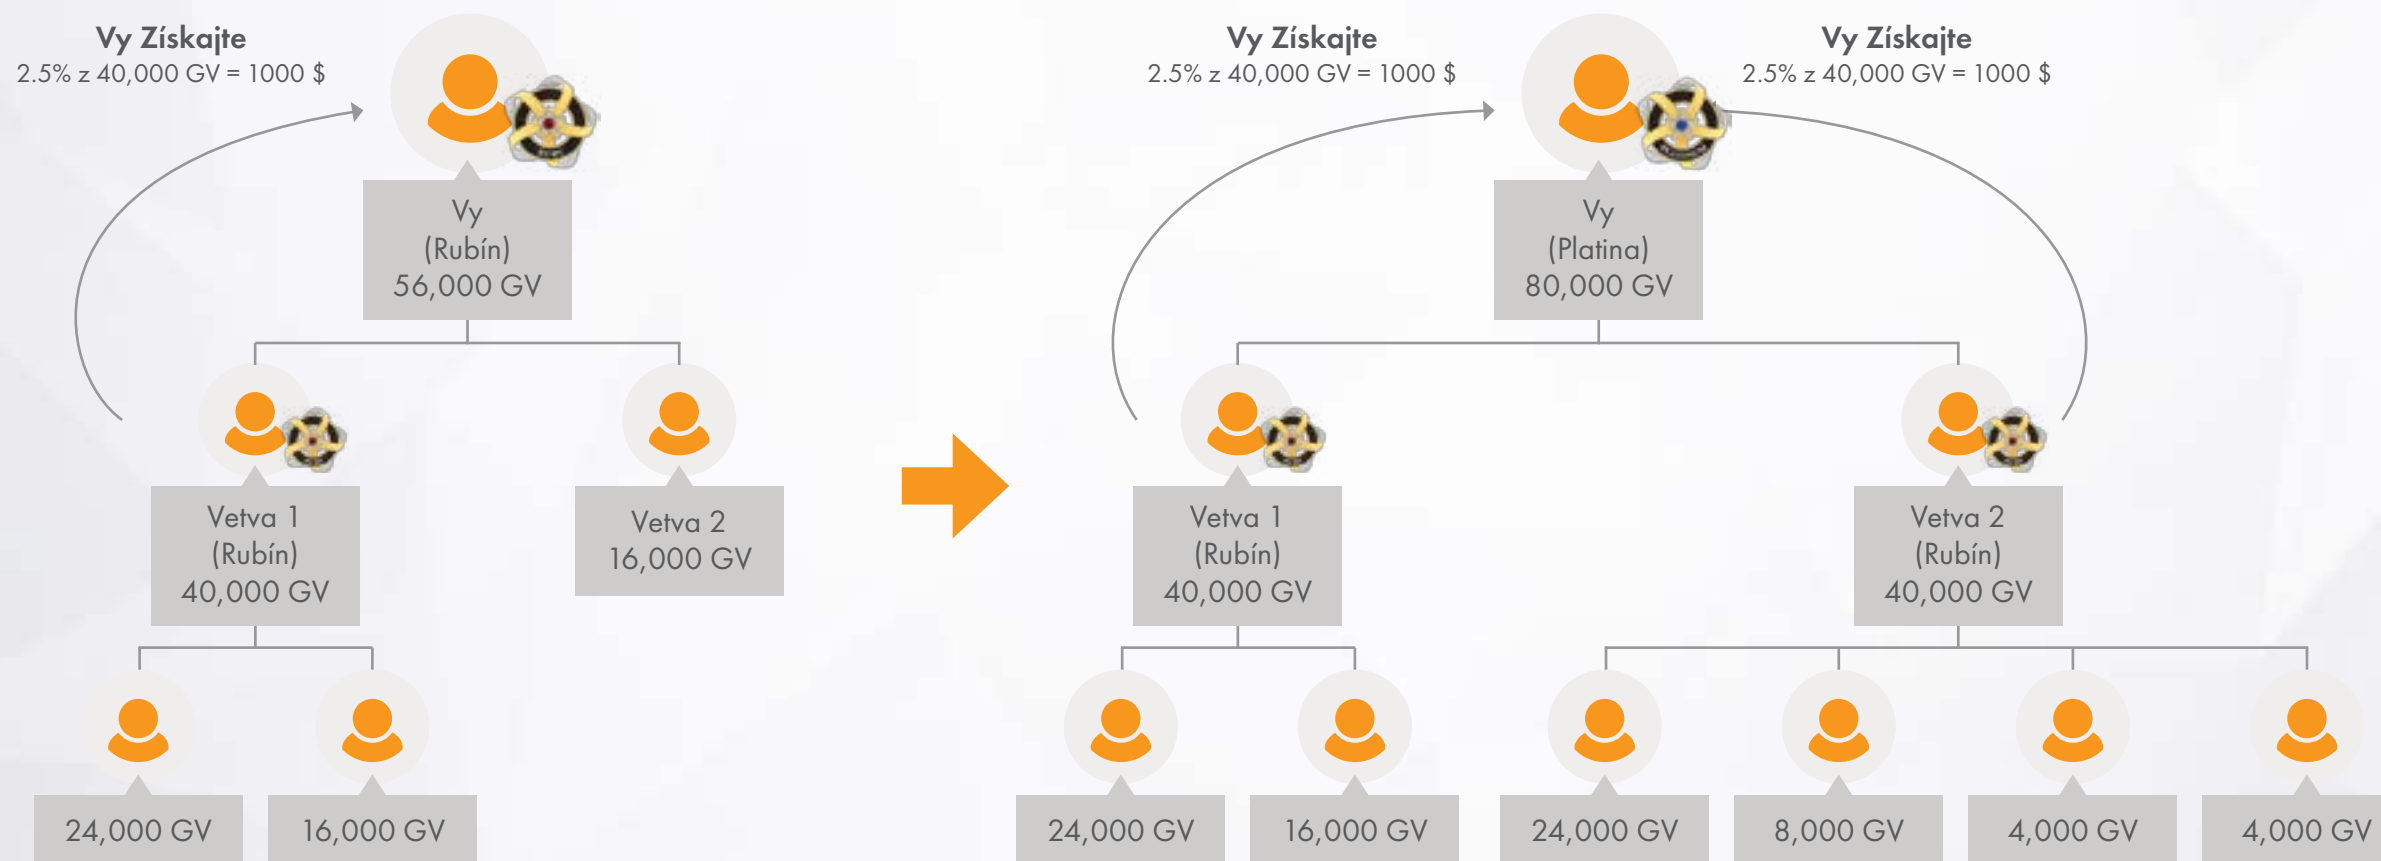 Vy Získajte
2.5% z 40,000 GV = 1000 $
Vy
(Rubín)
56,000 GV
Vetva 1
(Rubín)
40,000 GV
Vetva 2
16,000 GV
24,000 GV
16,000 GV
Vy Získajte
2.5% z 40,000 GV = 1000 $
Vy Získajte
2.5% z 40,000 GV = 1000 $
Vy
(Platina)
80,000 GV
Vetva 1
(Rubín)
40,000 GV
Vetva 2
(Rubín)
40,000 GV
24,000 GV
16,000 GV
24,000 GV
8,000 GV
4,000 GV
4,000 GV